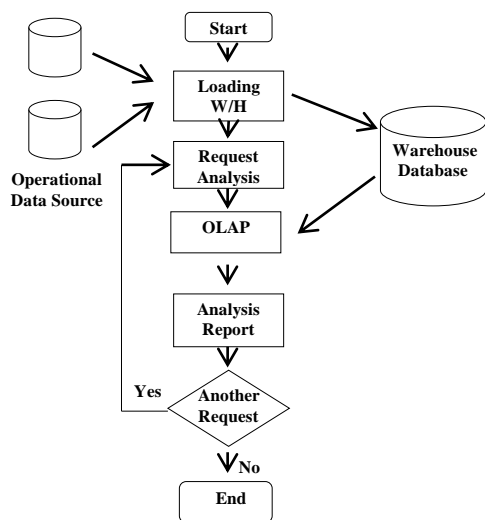 Start
Loading
W/H
Operational
Data Source
Request
Analysis
Warehouse
Database
OLAP
Analysis
Report
Yes
Another
Request
No
End